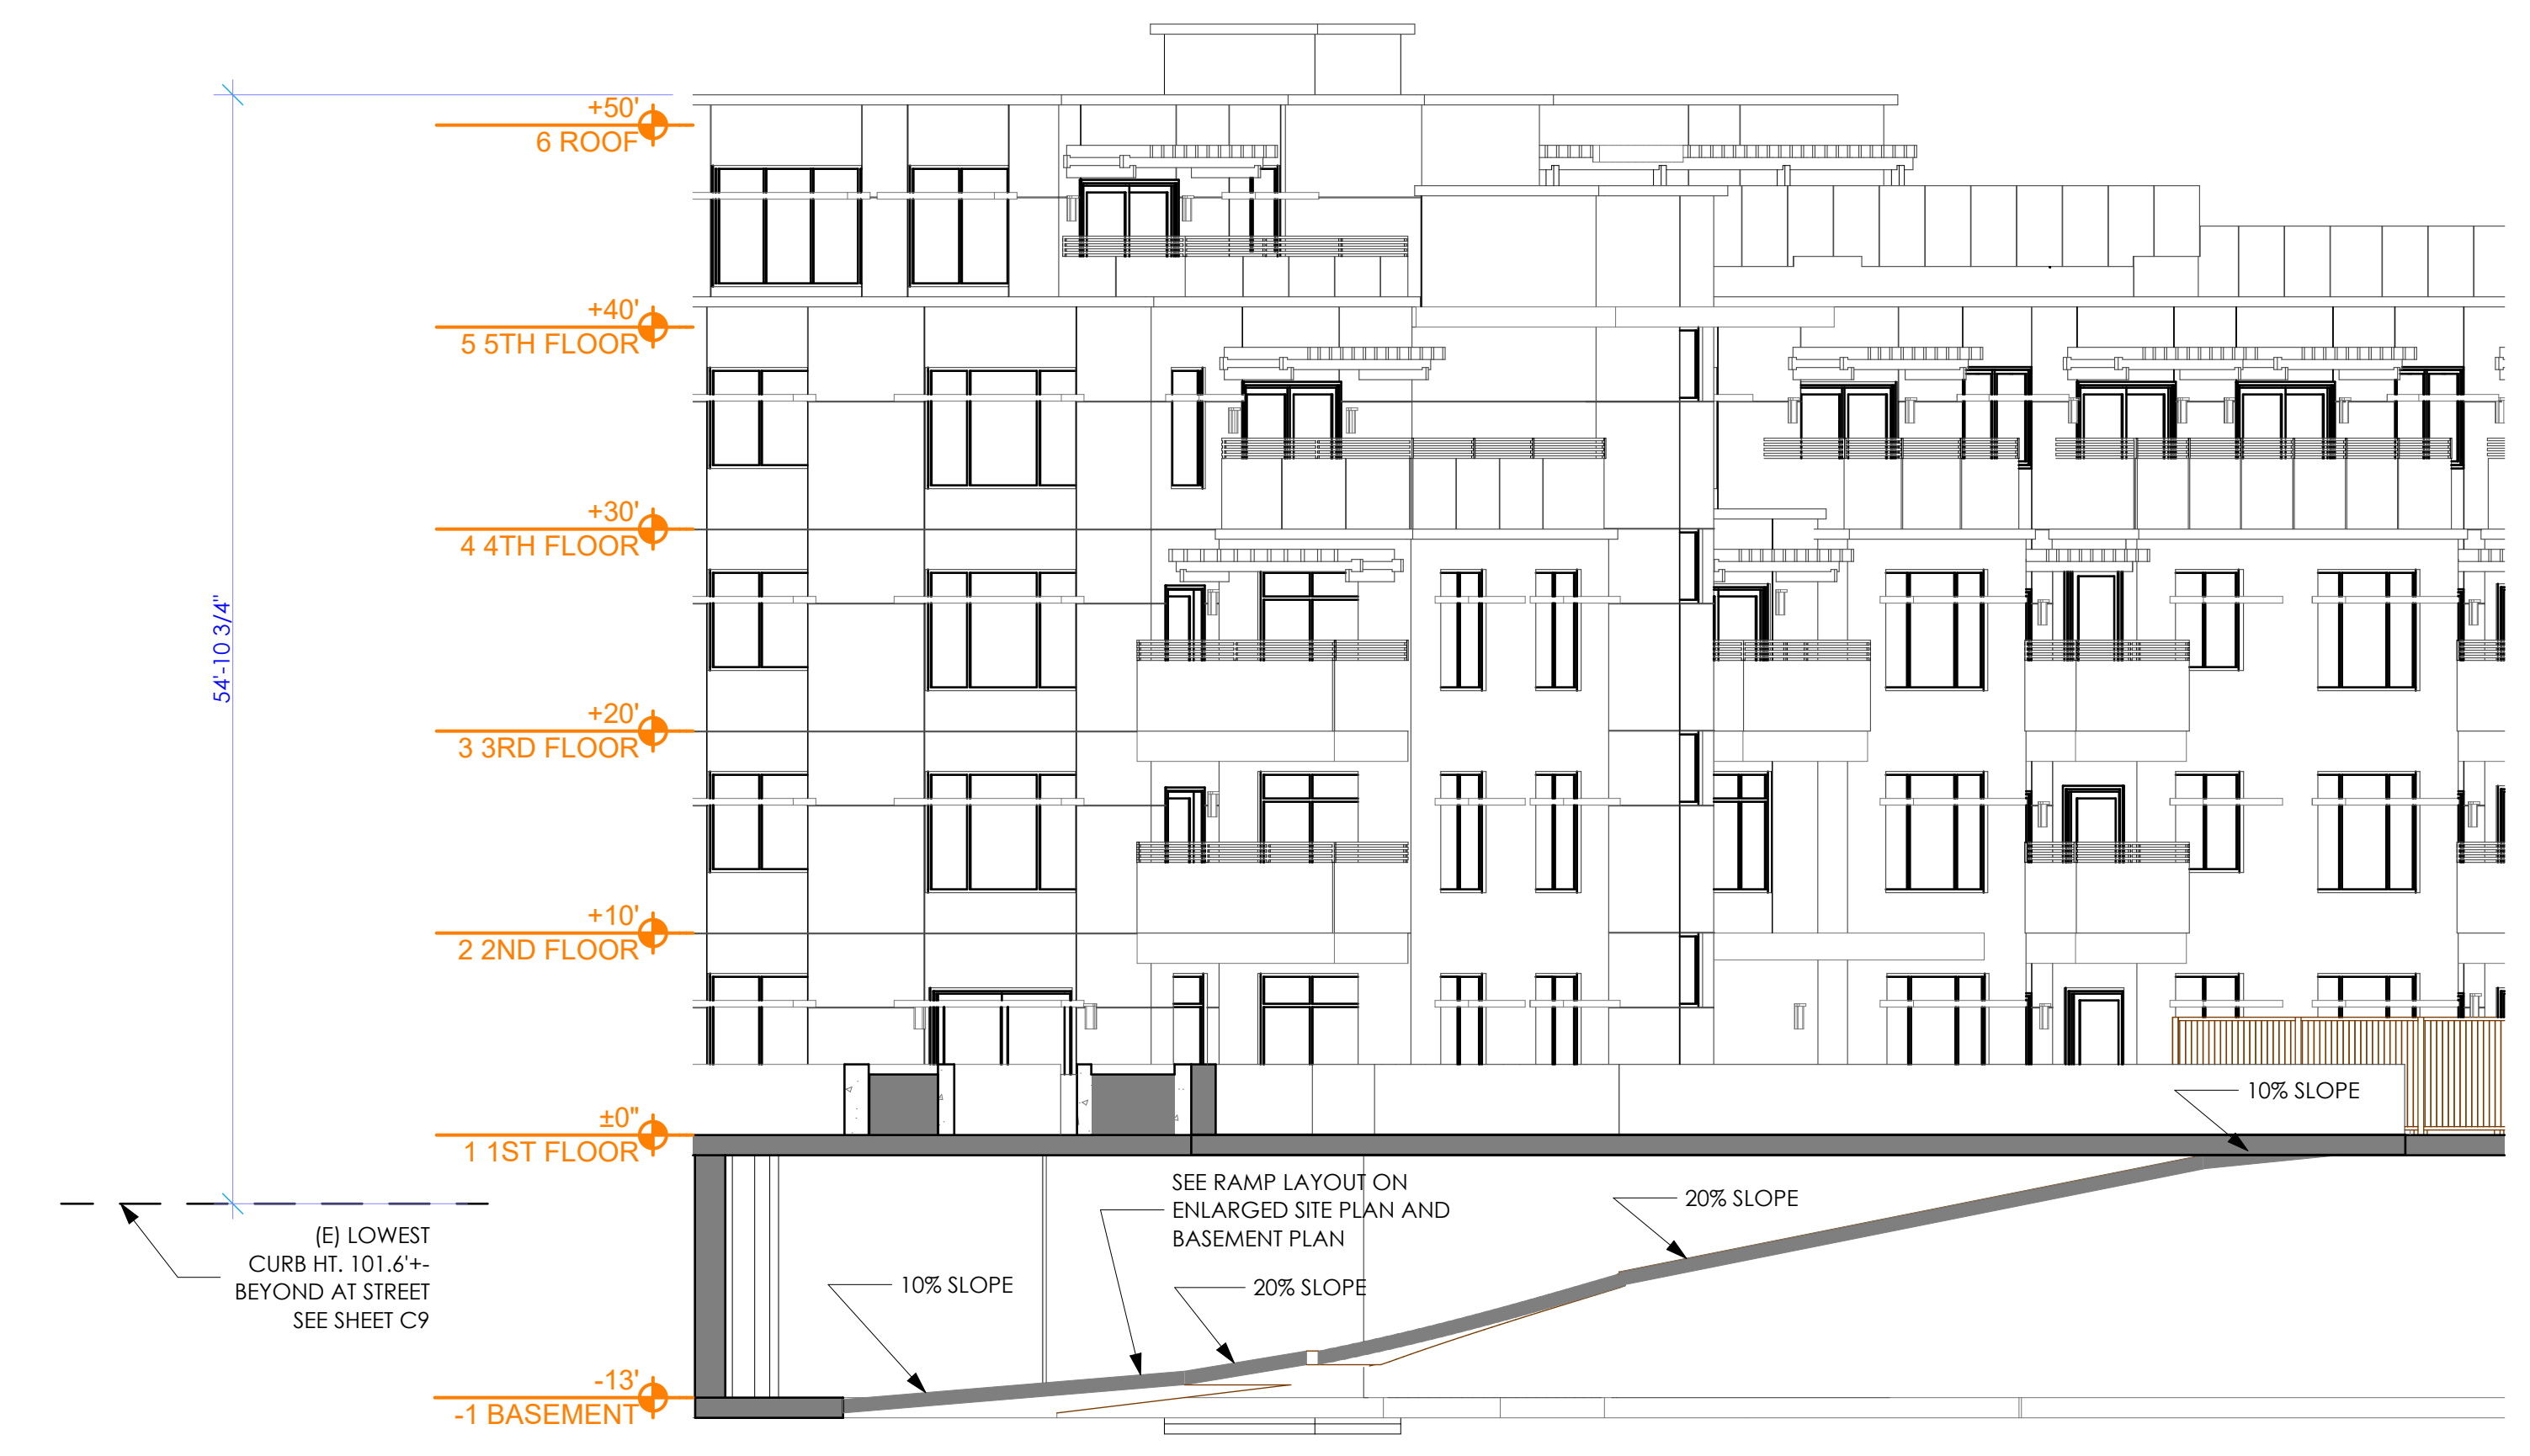 +50'
6 ROOF
+40'
5 5TH FLOOR
+30'
4 4TH FLOOR
54'-10 3/4"
+20'
3 3RD FLOOR
+10'
2 2ND FLOOR
10% SLOPE
±0"
1 1ST FLOOR
SEE RAMP LAYOUT ON
ENLARGED SITE PLAN AND
BASEMENT PLAN
20% SLOPE
(E) LOWEST
CURB HT. 101.6'+-
BEYOND AT STREET
SEE SHEET C9
10% SLOPE
20% SLOPE
-13'
-1 BASEMENT